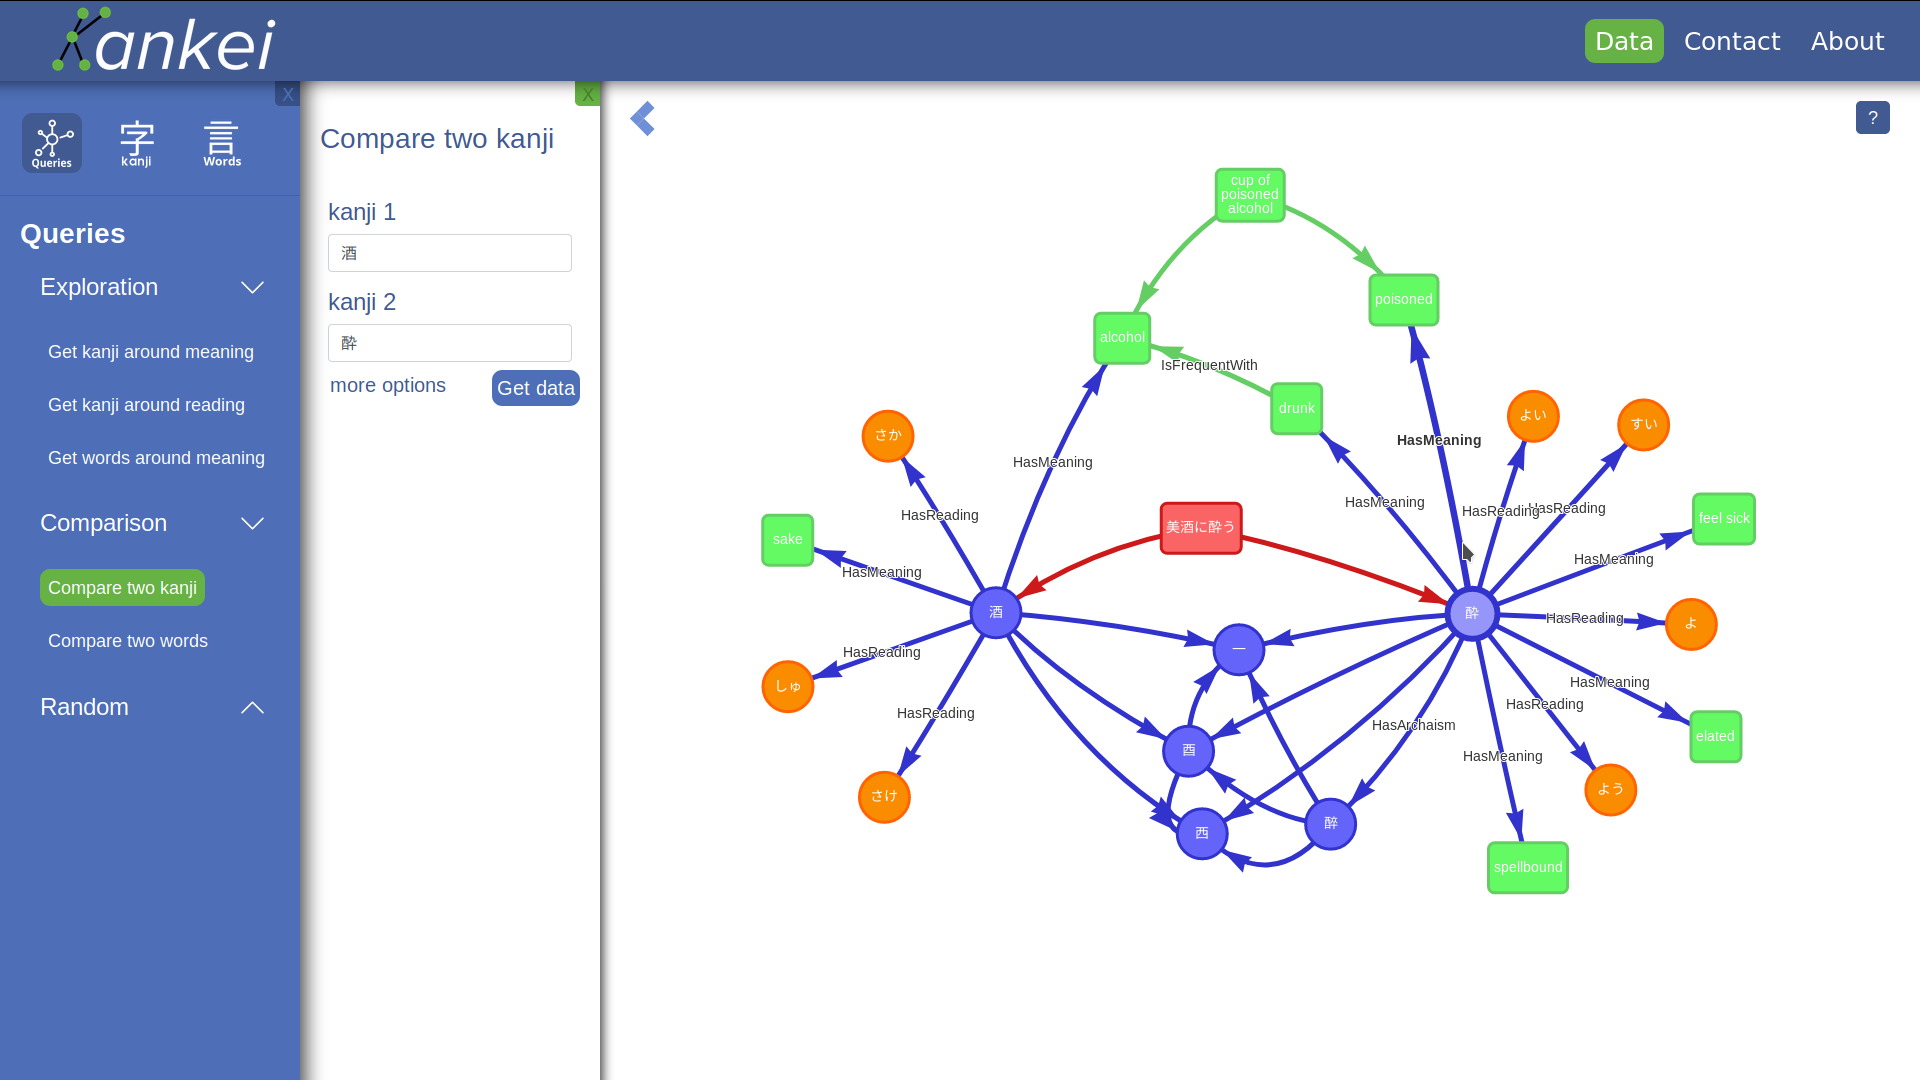 Kankei
Data
Contact
About
X
X
Queries
字
kanji
言
Words
Queries
Exploration
Get kanji around meaning
Get kanji around reading
Get words around meaning
Comparison
Compare two kanji
Compare two words
Random
Compare two kanji
kanji 1
酒
kanji 2
酔
more options
Get data
?
cup of
poisoned
alcohol
poisoned
alcohol
IsFrequentWith
drunk
HasMeaning
よい
すい
さか
HasMeaning
HasMeaning
HasReading
HasReading
HasReading
sake
美酒に酔う
feel sick
HasMeaning
HasMeaning
酒
酔
HasReading
よ
HasReading
一
しゅ
HasMeaning
HasReading
HasReading
HasArchaism
elated
酉
HasMeaning
さけ
よう
西
醉
spellbound